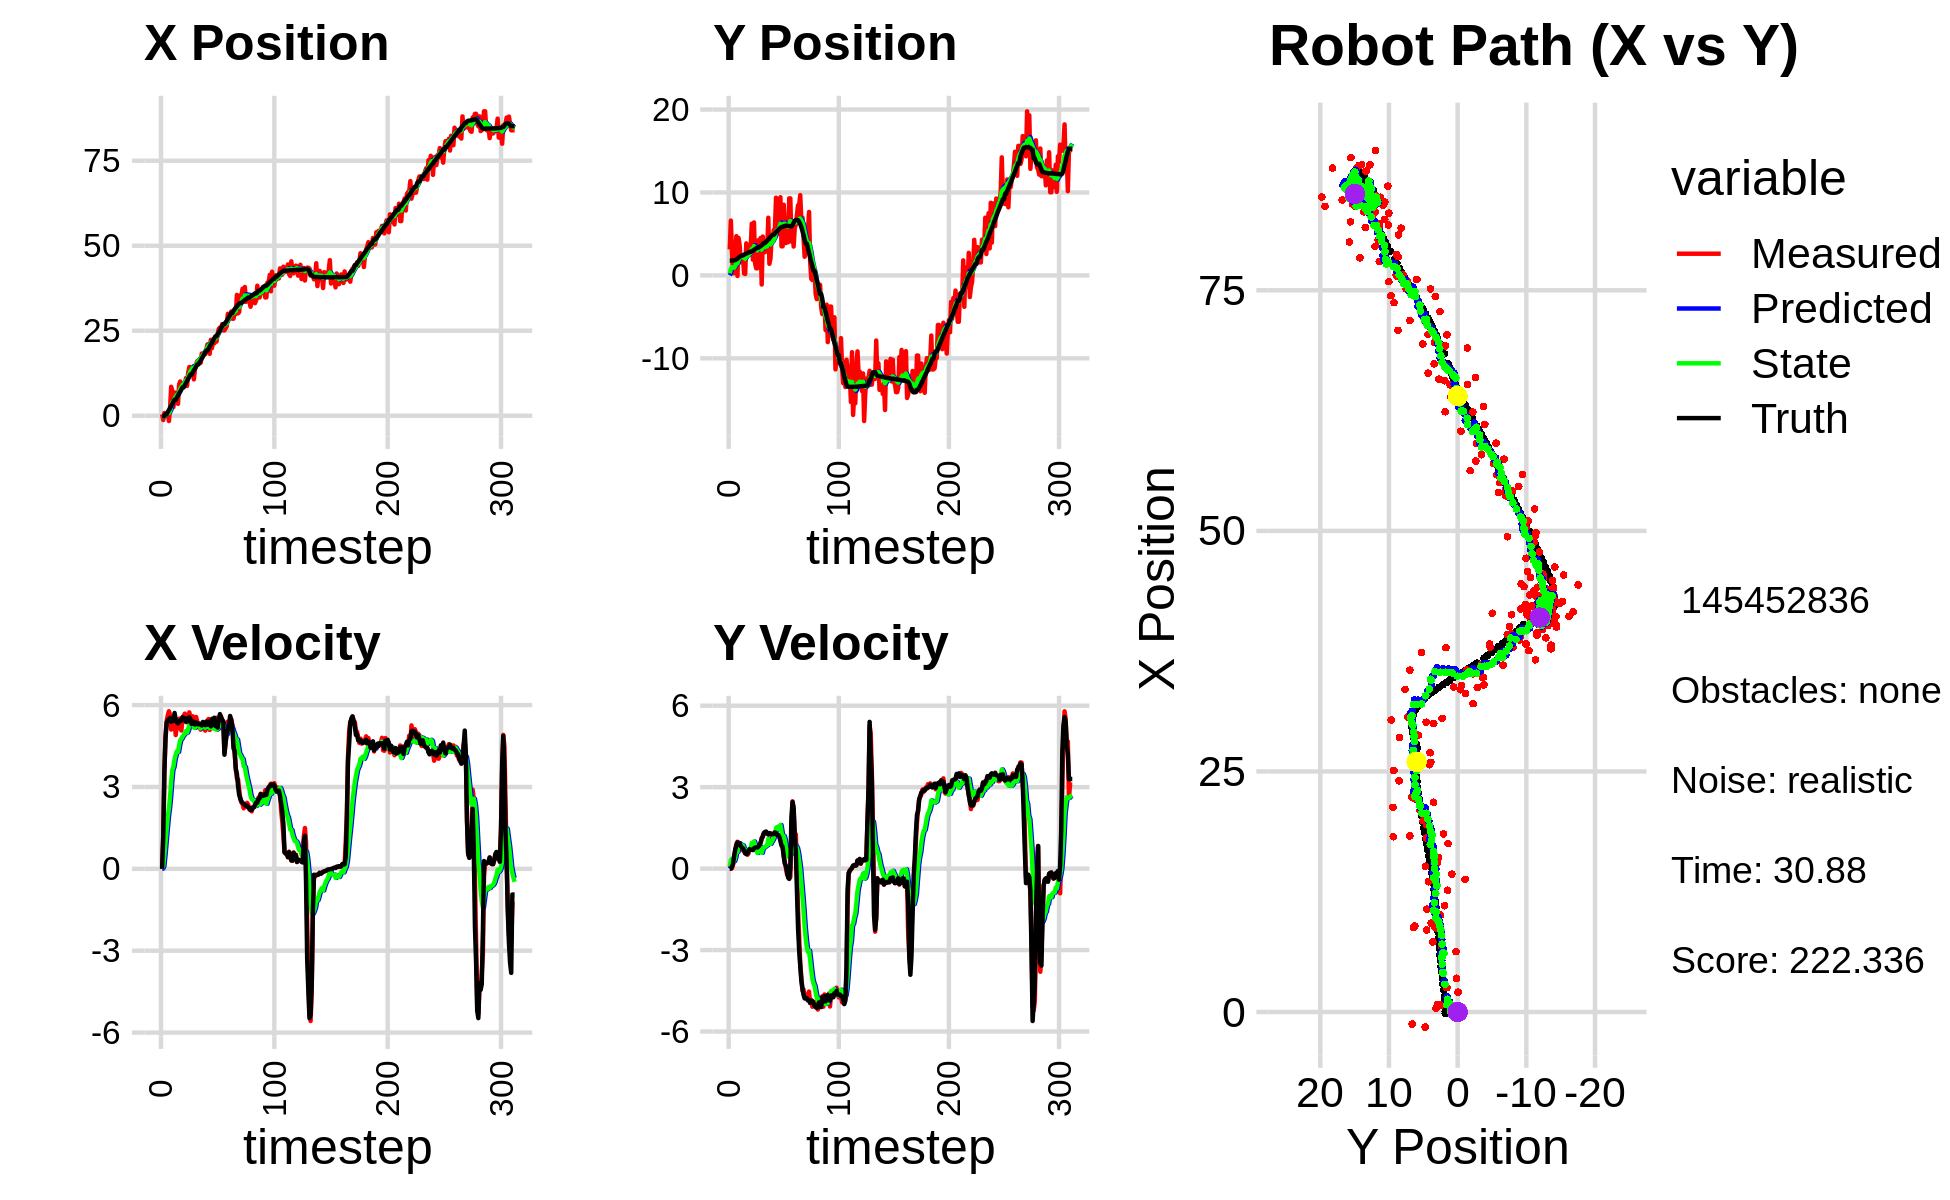 X Position
75
50
25
0
0
100
200
300
timestep
Y Position
20
10
0
-10
0
100
200
300
timestep
X Velocity
6
3
0
-3
-6
0
100
200
300
timestep
Y Velocity
6
3
0
-3
-6
0
100
200
300
timestep
Robot Path (X vs Y)
X Position
75
50
25
0
20 10 0 -10 -20
Y Position
variable
Measured
Predicted
State
Truth
145452836
Obstacles: none
Noise: realistic
Time: 30.88
Score: 222.336